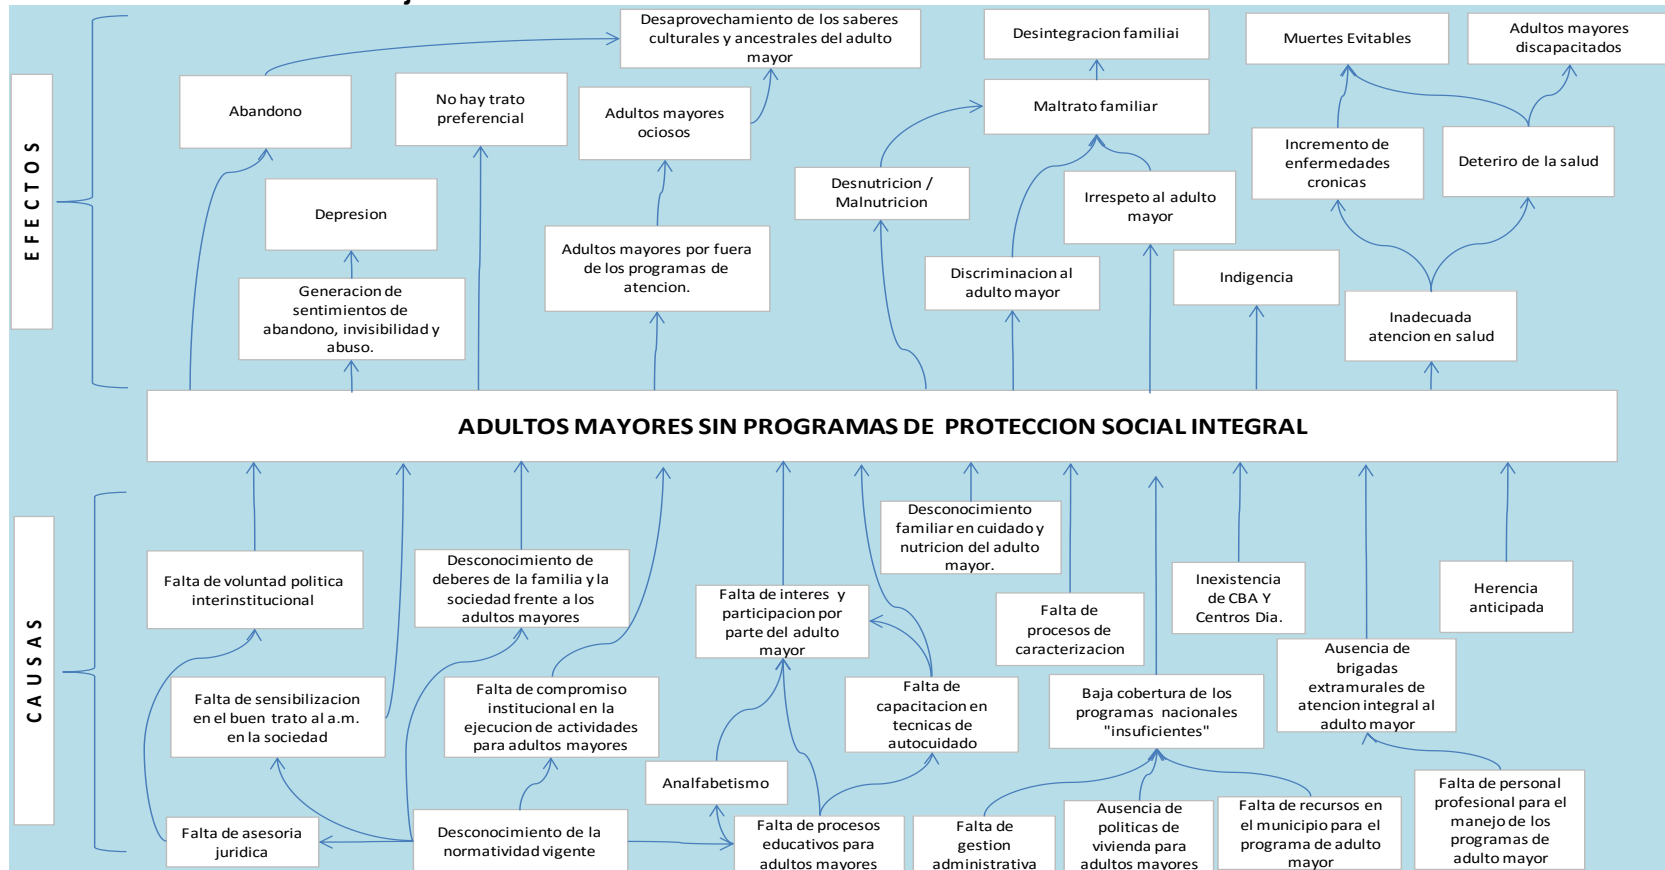 EFECTOS
Desaprovechamiento de los saberes
culturales y ancestrales del adulto
mayor
Desintegracion familiai
Muertes Evitables
Adultos mayores
discapacitados
Abandono
No hay trato
preferencial
Adultos mayores
ociosos
Maltrato familiar
Incremento de
enfermedades
cronicas
Deteriro de la salud
Depresion
Desnutricion /
Malnutricion
Irrespeto al adulto
mayor
Generacion de
sentimientos de
abandono, invisibilidad y
abuso.
Adultos mayores por fuera
de los programas de
atencion.
Discriminacion al
adulto mayor
Indigencia
Inadecuada
atencion en salud
ADULTOS MAYORES SIN PROGRAMAS DE PROTECCION SOCIAL INTEGRAL
CAUSAS
Falta de voluntad politica
interinstitucional
Desconocimiento de
deberes de la familia y la
sociedad frente a los
adultos mayores
Falta de interes y
participacion por
parte del adulto
mayor
Desconocimiento
familiar en cuidado y
nutricion del adulto
mayor.
Falta de
procesos de
caracterizacion
Inexistencia
de CBA Y
Centros Dia.
Herencia
anticipada
Falta de sensibilizacion
en el buen trato al a.m.
en la sociedad
Falta de compromiso
institucional en la
ejecucion de actividades
para adultos mayores
Falta de
capacitacion en
tecnicas de
autocuidado
Baja cobertura de los
programas nacionales
"insuficientes"
Ausencia de
brigadas
extramurales de
atencion integral al
adulto mayor
Analfabetismo
Falta de asesoria
juridica
Desconocimiento de la
normatividad vigente
Falta de procesos
educativos para
adultos mayores
Falta de
gestion
administrativa
Ausencia de
politicas de
vivienda para
adultos mayores
Falta de recursos en
el municipio para el
programa de adulto
mayor
Falta de personal
profesional para el
manejo de los
programas de
adulto mayor